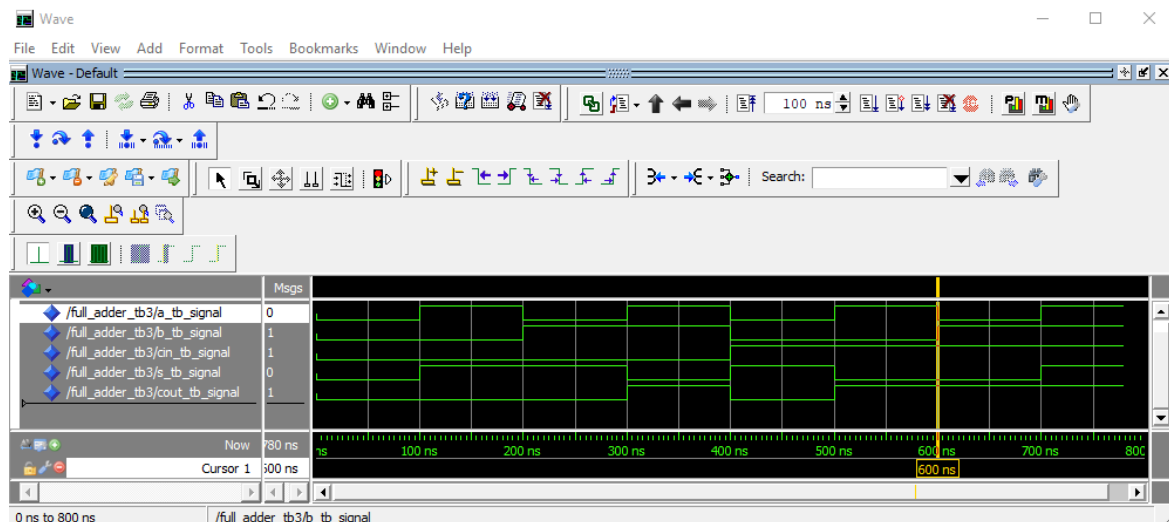 Wave
File Edit View Add Format Tools Bookmarks Window Help
Wave - Default
100 ns
Search:
Msgs
/full_adder_tb3/a_tb_signal 0
/full_adder_tb3/b_tb_signal 1
/full_adder_tb3/cin_tb_signal 1
/full_adder_tb3/s_tb_signal 0
/full_adder_tb3/cout_tb_signal 1
Now 780 ns ns 100 ns 200 ns 300 ns 400 ns 500 ns 600 ns 700 ns 800
Cursor 1 600 ns 600 ns
0 ns to 800 ns /full_adder_tb3/b_tb_signal